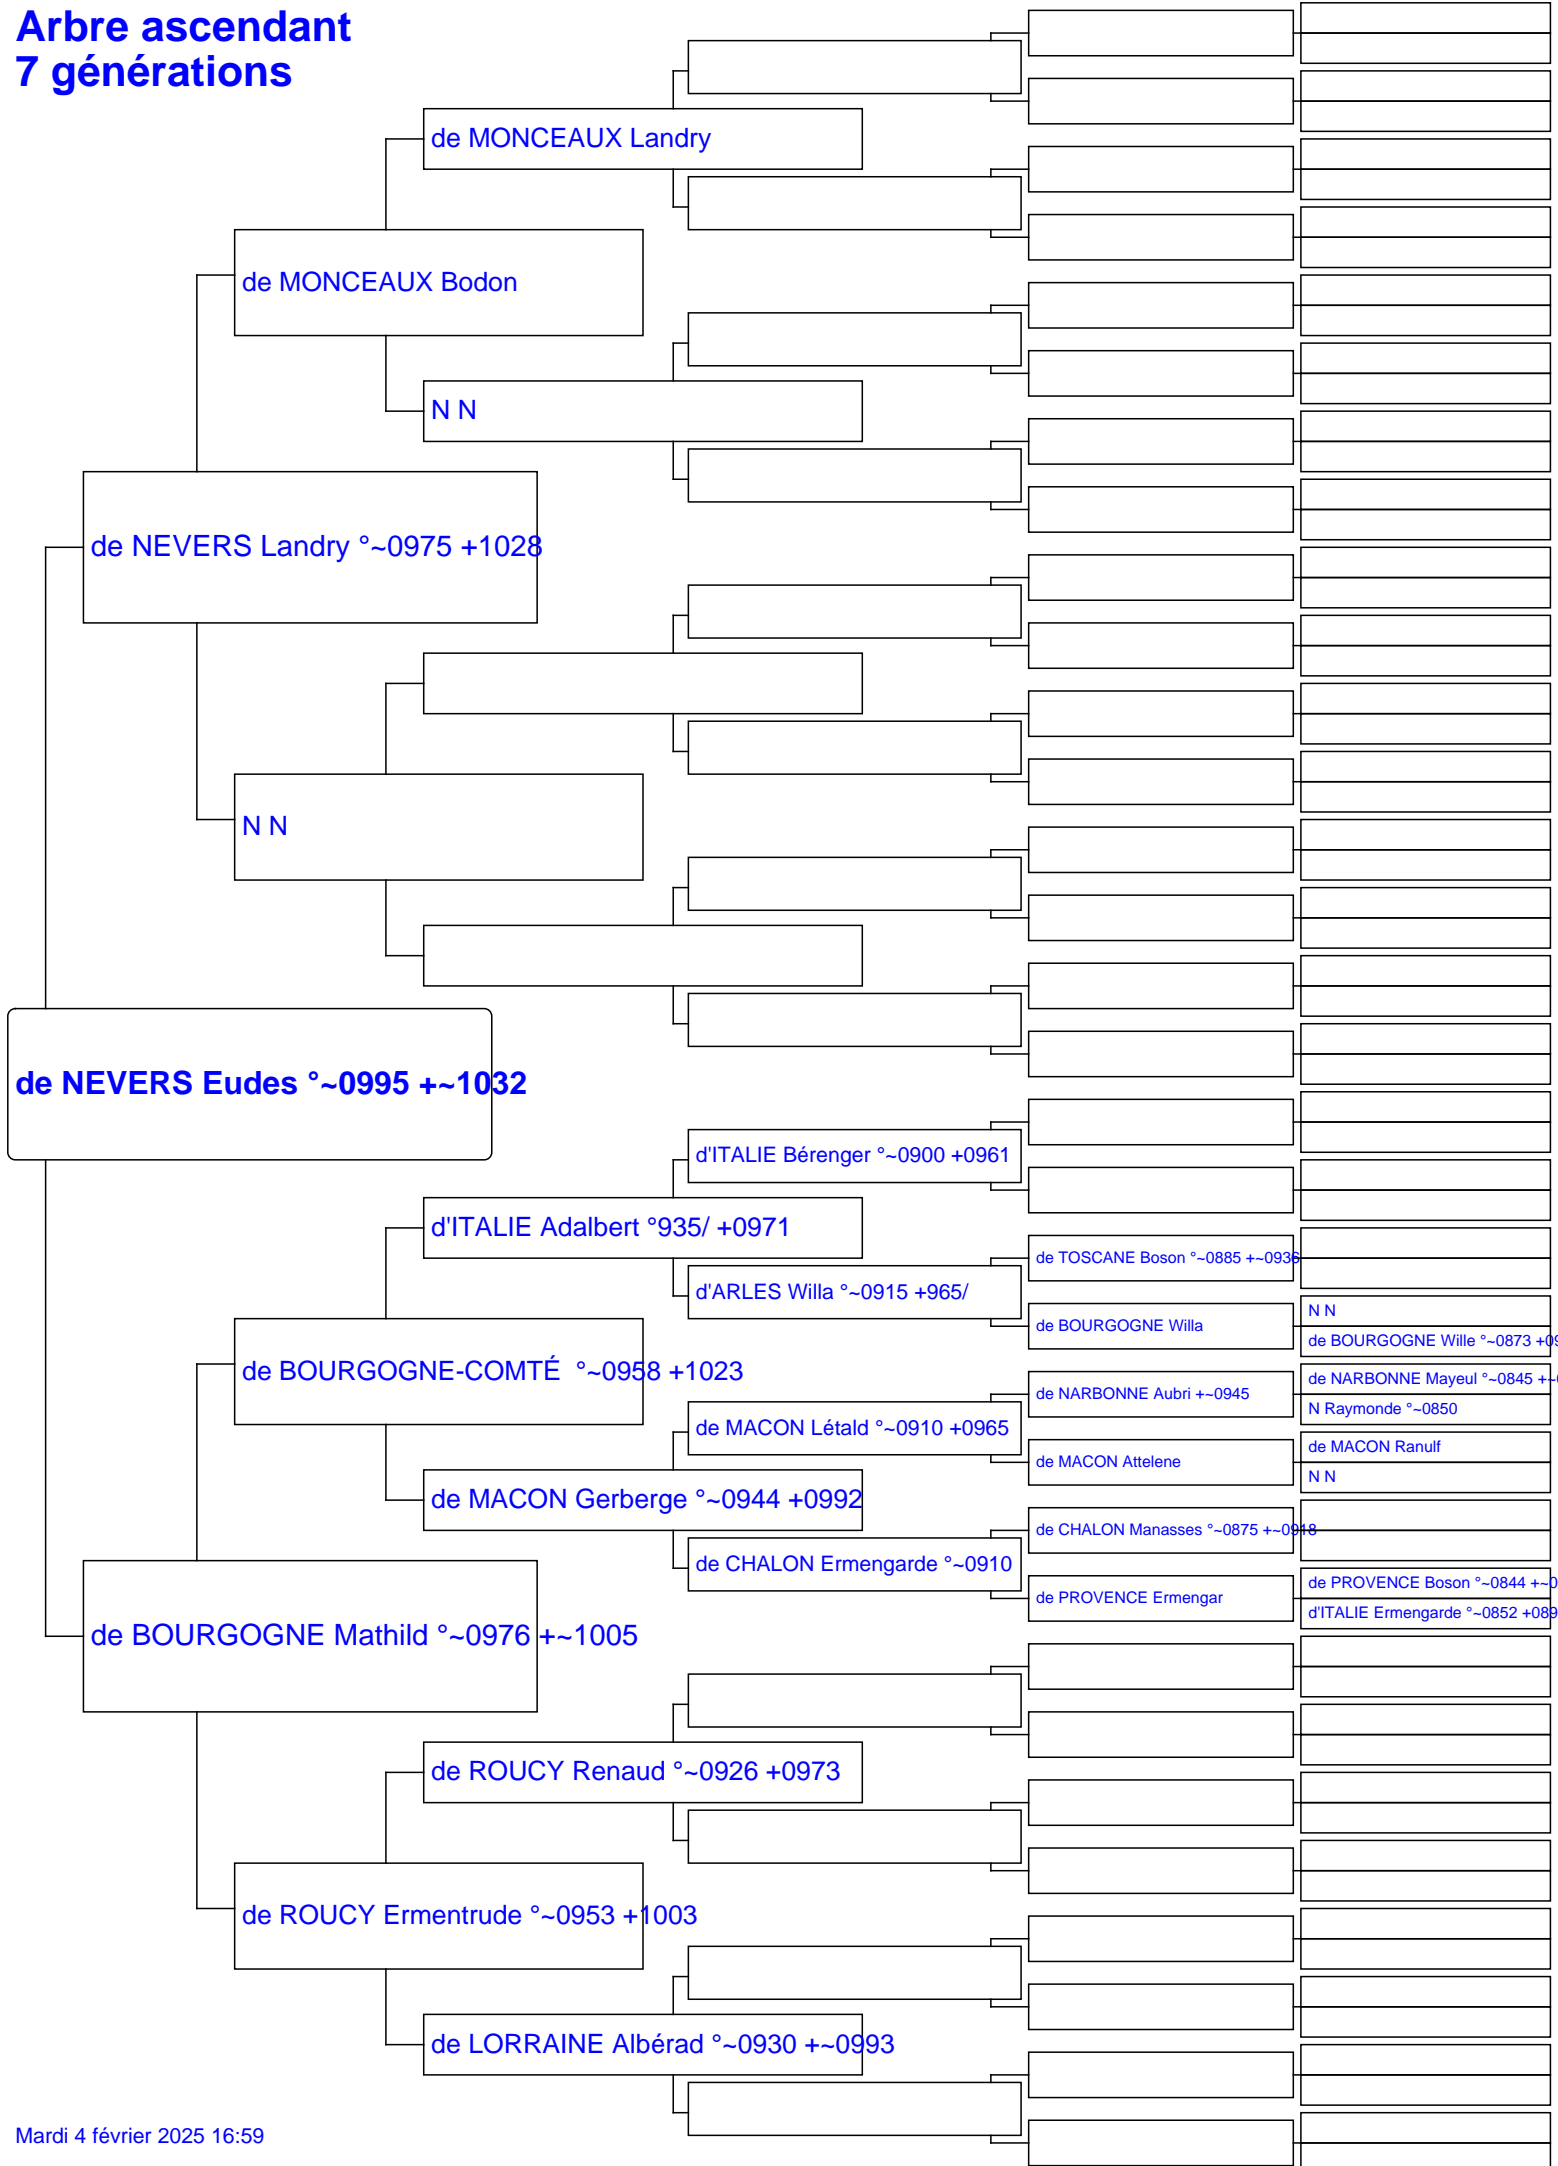 Arbre ascendant
7 générations
de MONCEAUX Landry
de MONCEAUX Bodon
N N
de NEVERS Landry °~0975 +1028
N N
de NEVERS Eudes °~0995 +~1032
d'ITALIE Bérenger °~0900 +0961
d'ITALIE Adalbert °935/ +0971
de TOSCANE Boson °~0885 +~0936
d'ARLES Willa °~0915 +965/
N N
de BOURGOGNE Willa
de BOURGOGNE Wille °~0873 +09
de BOURGOGNE-COMTÉ °~0958 +1023
de NARBONNE Mayeul °~0845 +~
de NARBONNE Aubri +~0945
N Raymonde °~0850
de MACON Létald °~0910 +0965
de MACON Ranulf
de MACON Attelene
N N
de MACON Gerberge °~0944 +0992
de CHALON Manasses °~0875 +~0918
de CHALON Ermengarde °~0910
de PROVENCE Boson °~0844 +~0
de PROVENCE Ermengar
d'ITALIE Ermengarde °~0852 +089
de BOURGOGNE Mathild °~0976 +~1005
de ROUCY Renaud °~0926 +0973
de ROUCY Ermentrude °~0953 +1003
de LORRAINE Albérad °~0930 +~0993
Mardi 4 février 2025 16:59